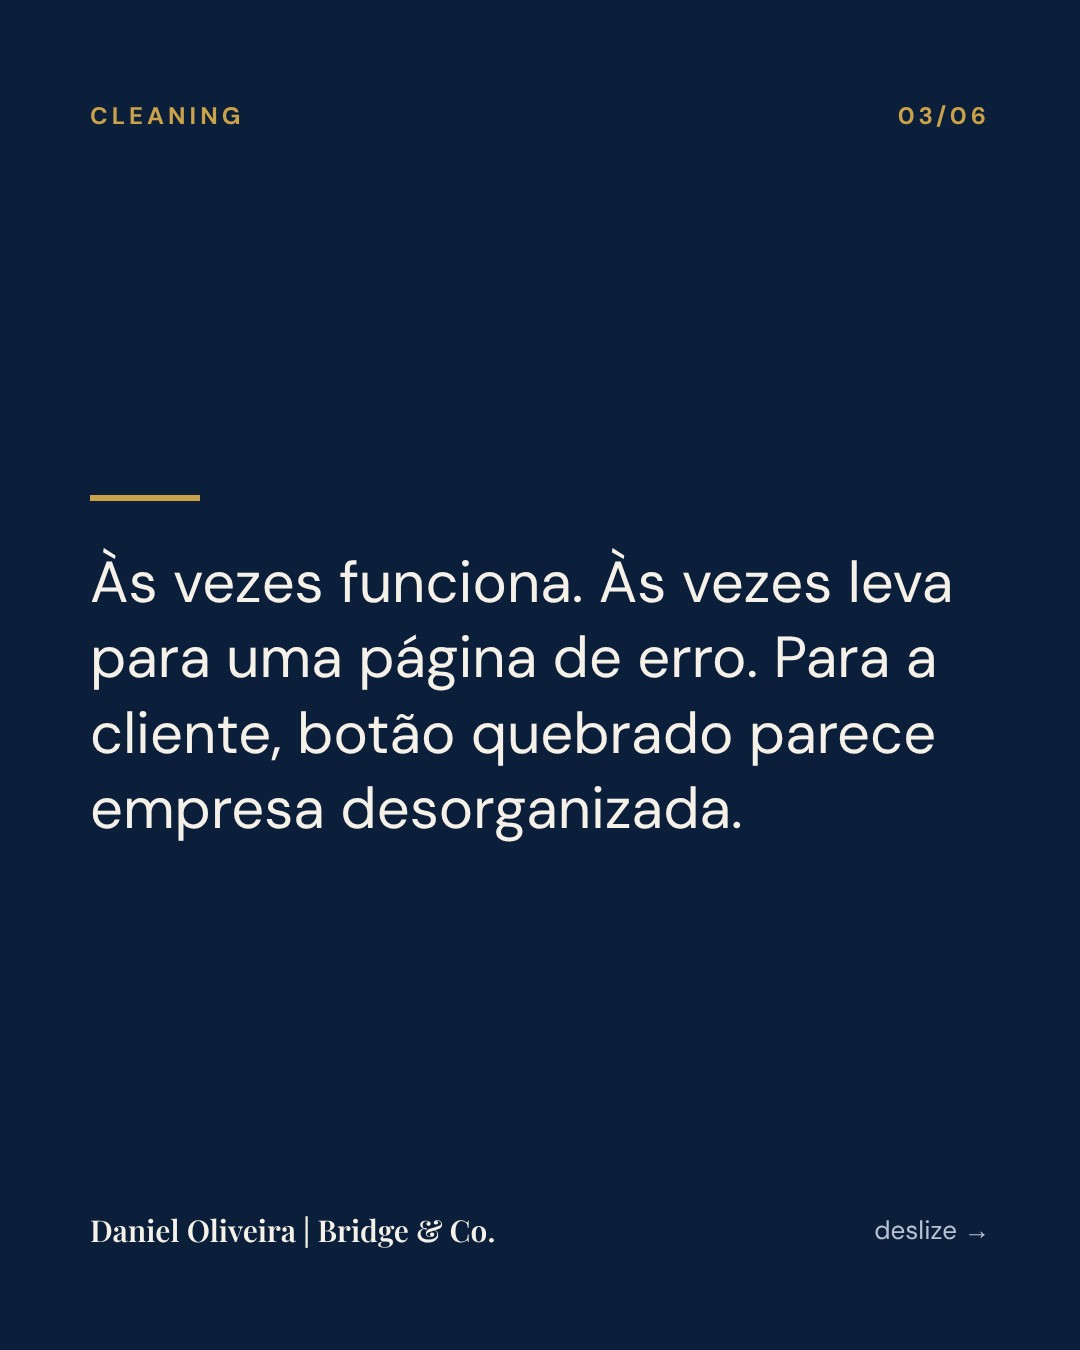 CLEANING
03/06
Às vezes funciona. Às vezes leva
para uma página de erro. Para a
cliente, botão quebrado parece
empresa desorganizada.
Daniel Oliveira | Bridge & Co.
deslize →